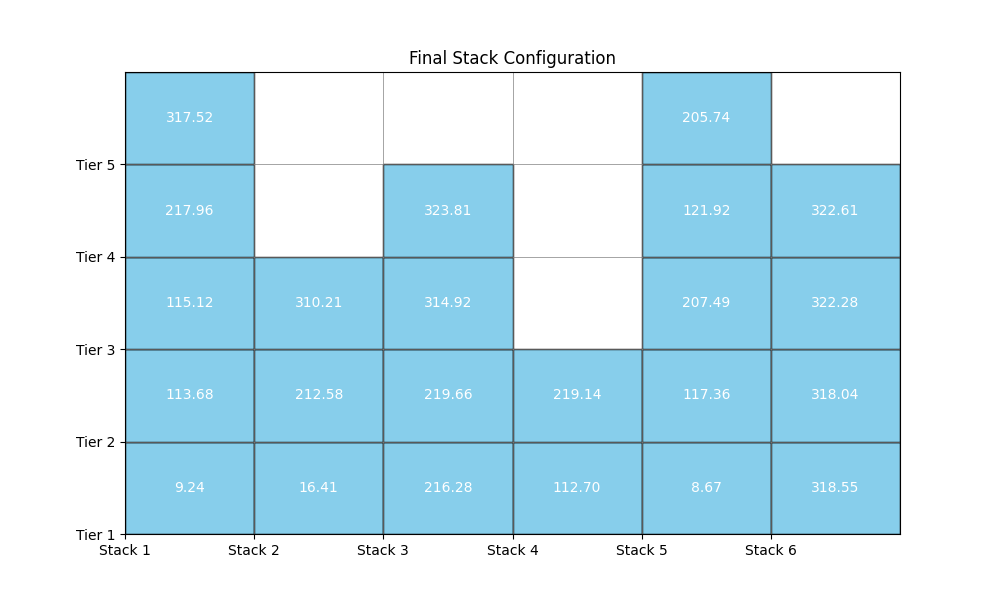 Final Stack Configuration
317.52 205.74
Tier 5
217.96 323.81 121.92 322.61
Tier 4
115.12 310.21 314.92 207.49 322.28
Tier 3
113.68 212.58 219.66 219.14 117.36 318.04
Tier 2
9.24 16.41 216.28 112.70 8.67 318.55
Tier 1
Stack 1 Stack 2 Stack 3 Stack 4 Stack 5 Stack 6